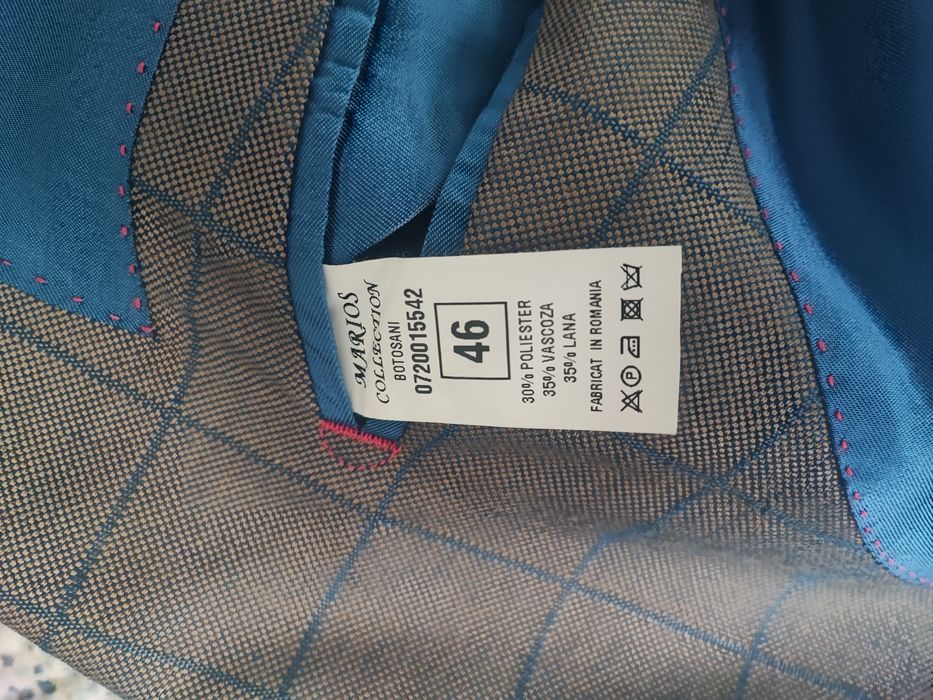 MARIOS
COLLECTION
BOTOSANI
0720015542
46
30% POLIESTER
35% VASCOZA
35% LANA
FABRICAT IN ROMANIA
P